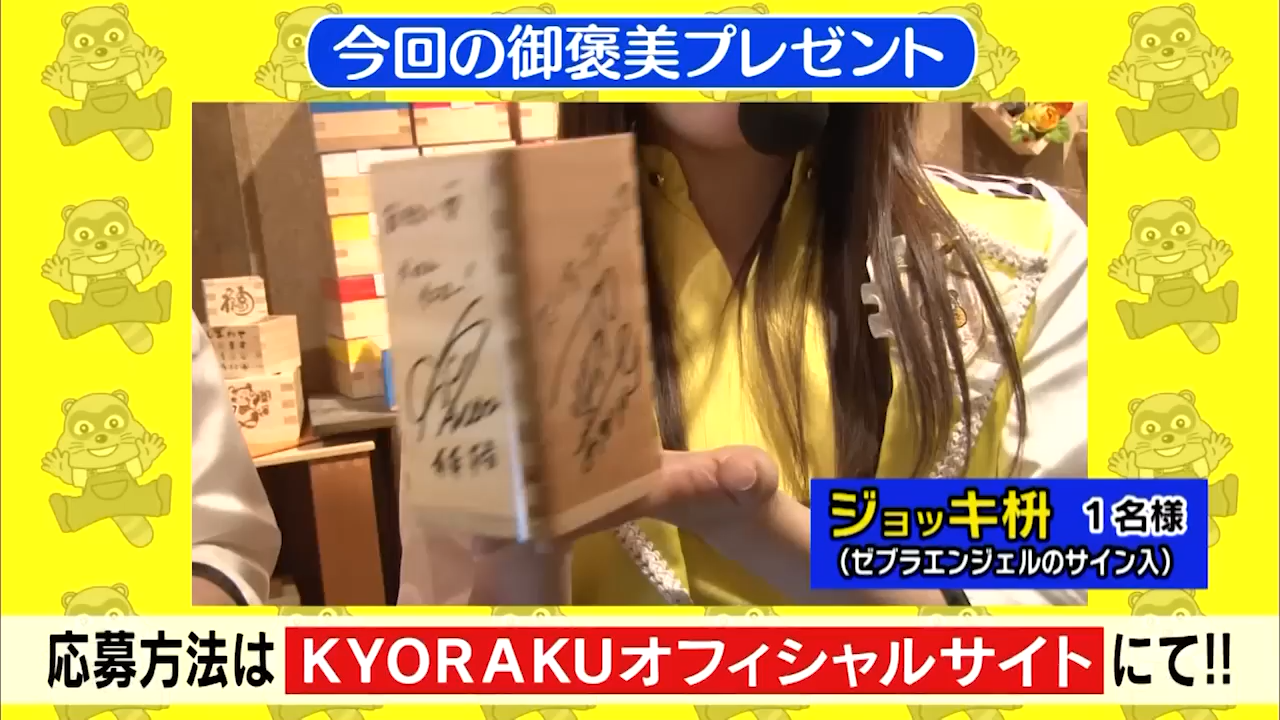 今回の御褒美プレゼント
福
ジョッキ枡 1名様
(ゼブラエンジェルのサイン入)
応募方法はKYORAKUオフィシャルサイトにて!!